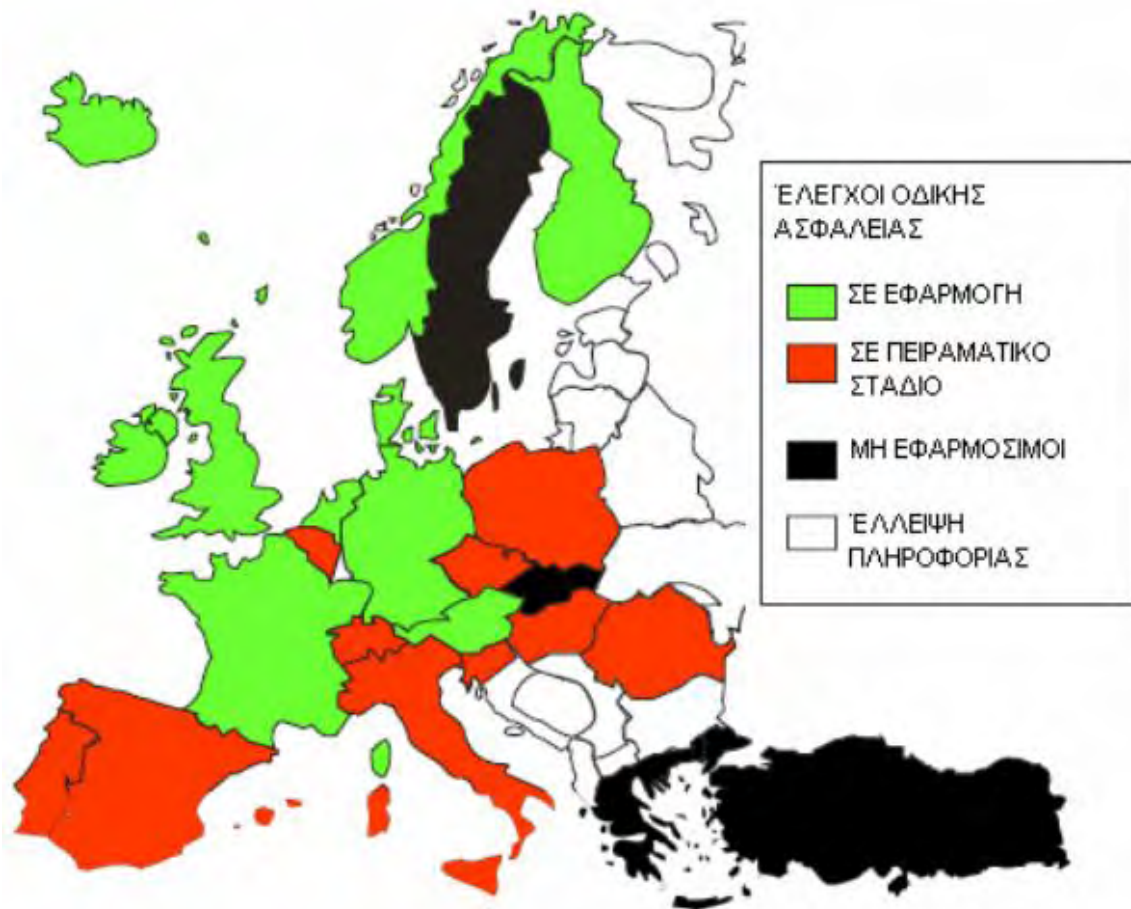 ΈΛΕΓΧΟΙ ΟΔΙΚΗΣ
ΑΣΦΑΛΕΙΑΣ
ΣΕ ΕΦΑΡΜΟΓΗ
ΣΕ ΠΕΙΡΑΜΑΤΙΚΟ
ΣΤΑΔΙΟ
ΜΗ ΕΦΑΡΜΟΣΙΜΟΙ
ΈΛΛΕΙΨΗ
ΠΛΗΡΟΦΟΡΙΑΣ